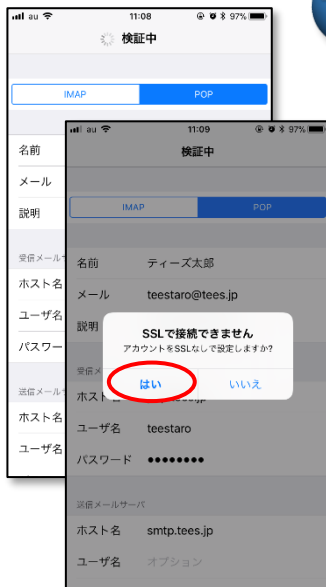 au 11:08 97%
検証中
IMAP POP
名前
メール
説明
受信メール
ホスト名
ユーザ名
パスワー
送信メール
ホスト名
ユーザ名
au 11:09 97%
検証中
IMAP POP
名前 ティーズ太郎
メール teestaro@tees.jp
説明
SSLで接続できません
アカウントをSSLなしで設定しますか?
はい いいえ
受信メ
ホスト
ユーザ名 teestaro
パスワード ●●●●●●●●
送信メールサーバ
ホスト名 smtp.tees.jp
ユーザ名 オプション